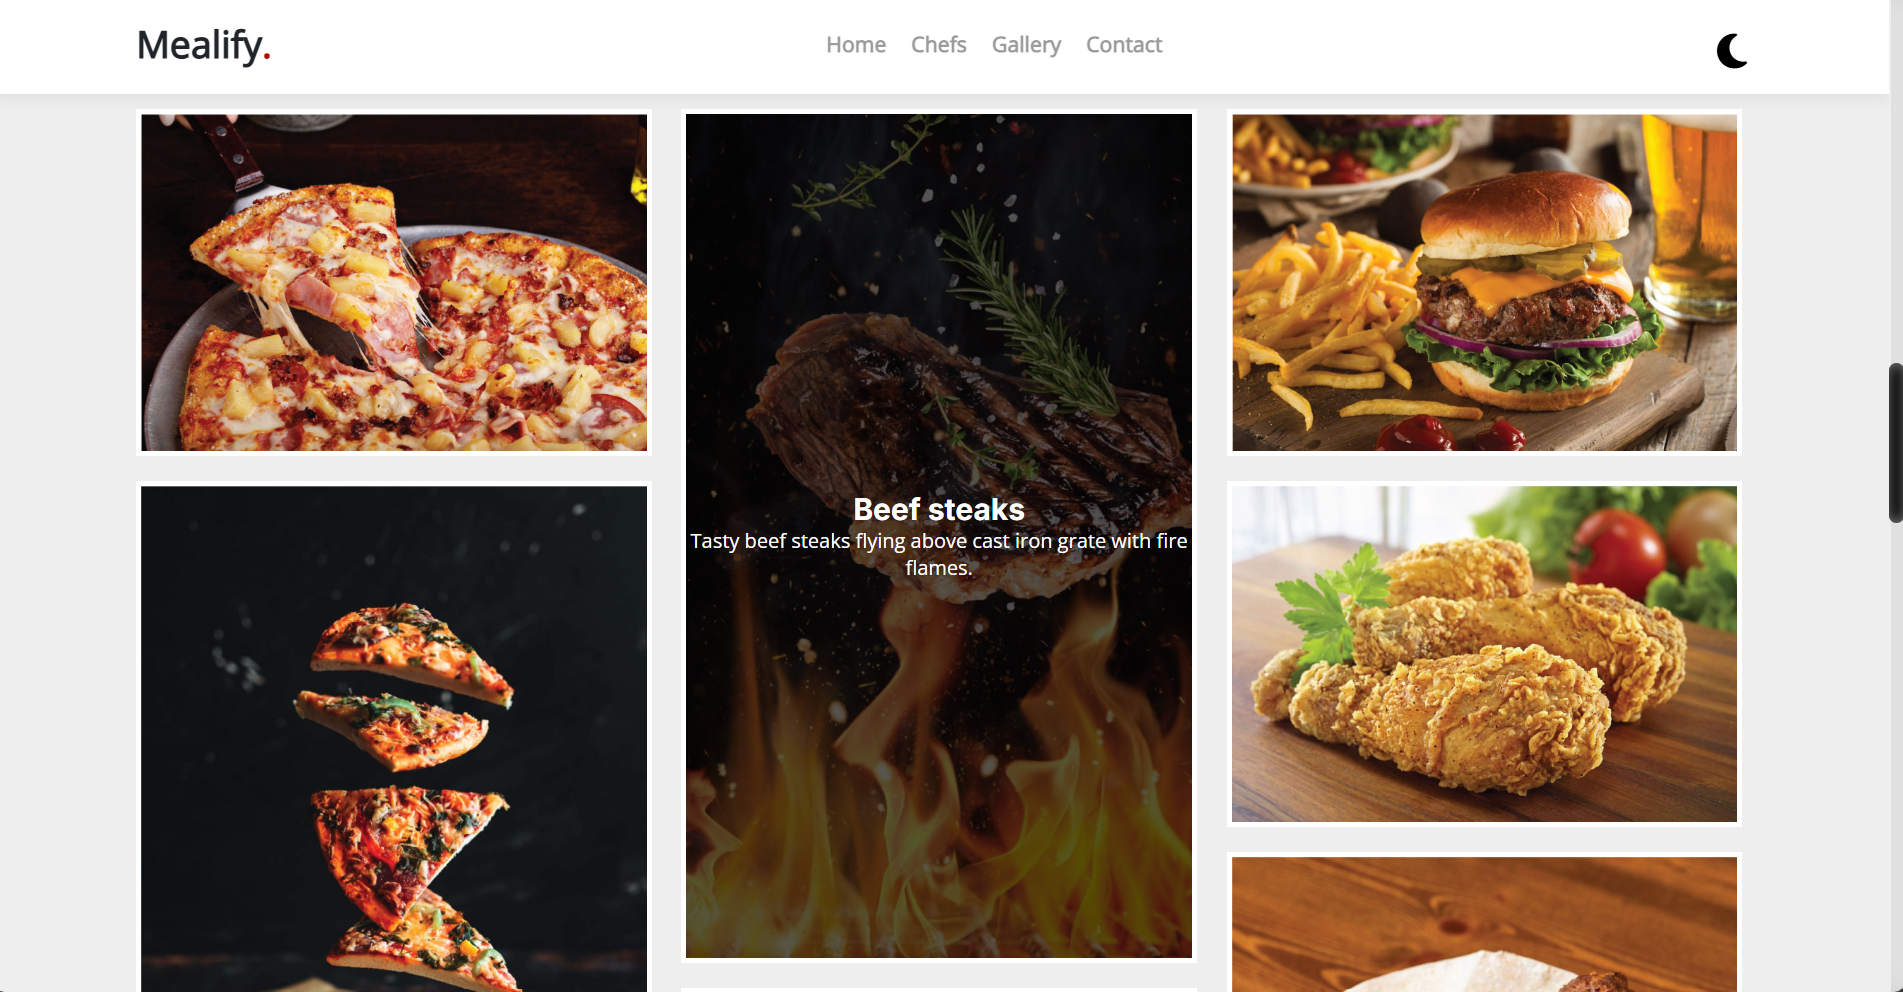 Mealify.
Home Chefs Gallery Contact
Beef steaks
Tasty beef steaks flying above cast iron grate with fire
flames.